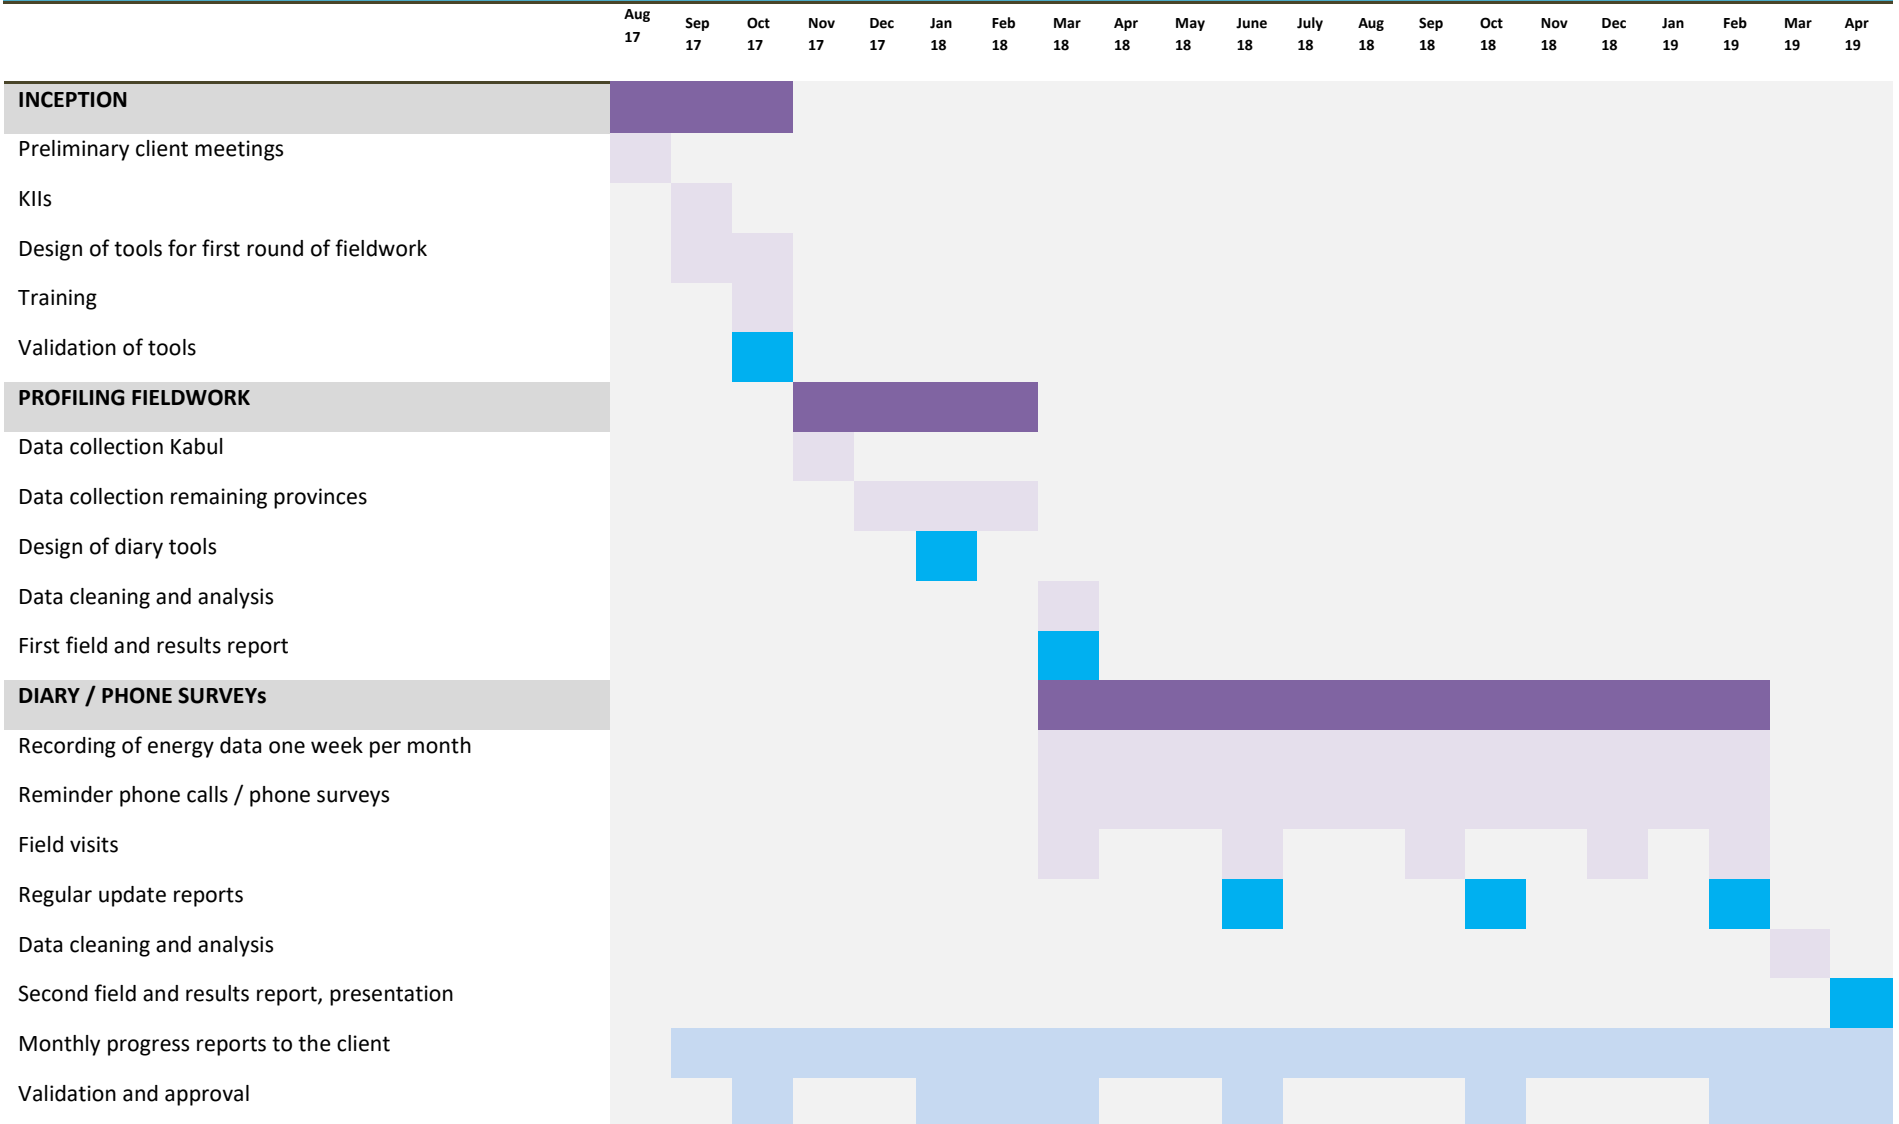 Aug Sep Oct Nov Dec Jan Feb Mar Apr May June July Aug Sep Oct Nov Dec Jan Feb Mar Apr
17 17 17 17 17 18 18 18 18 18 18 18 18 18 18 18 18 19 19 19 19
INCEPTION
Preliminary client meetings
KIIs
Design of tools for first round of fieldwork
Training
Validation of tools
PROFILING FIELDWORK
Data collection Kabul
Data collection remaining provinces
Design of diary tools
Data cleaning and analysis
First field and results report
DIARY / PHONE SURVEYs
Recording of energy data one week per month
Reminder phone calls / phone surveys
Field visits
Regular update reports
Data cleaning and analysis
Second field and results report, presentation
Monthly progress reports to the client
Validation and approval